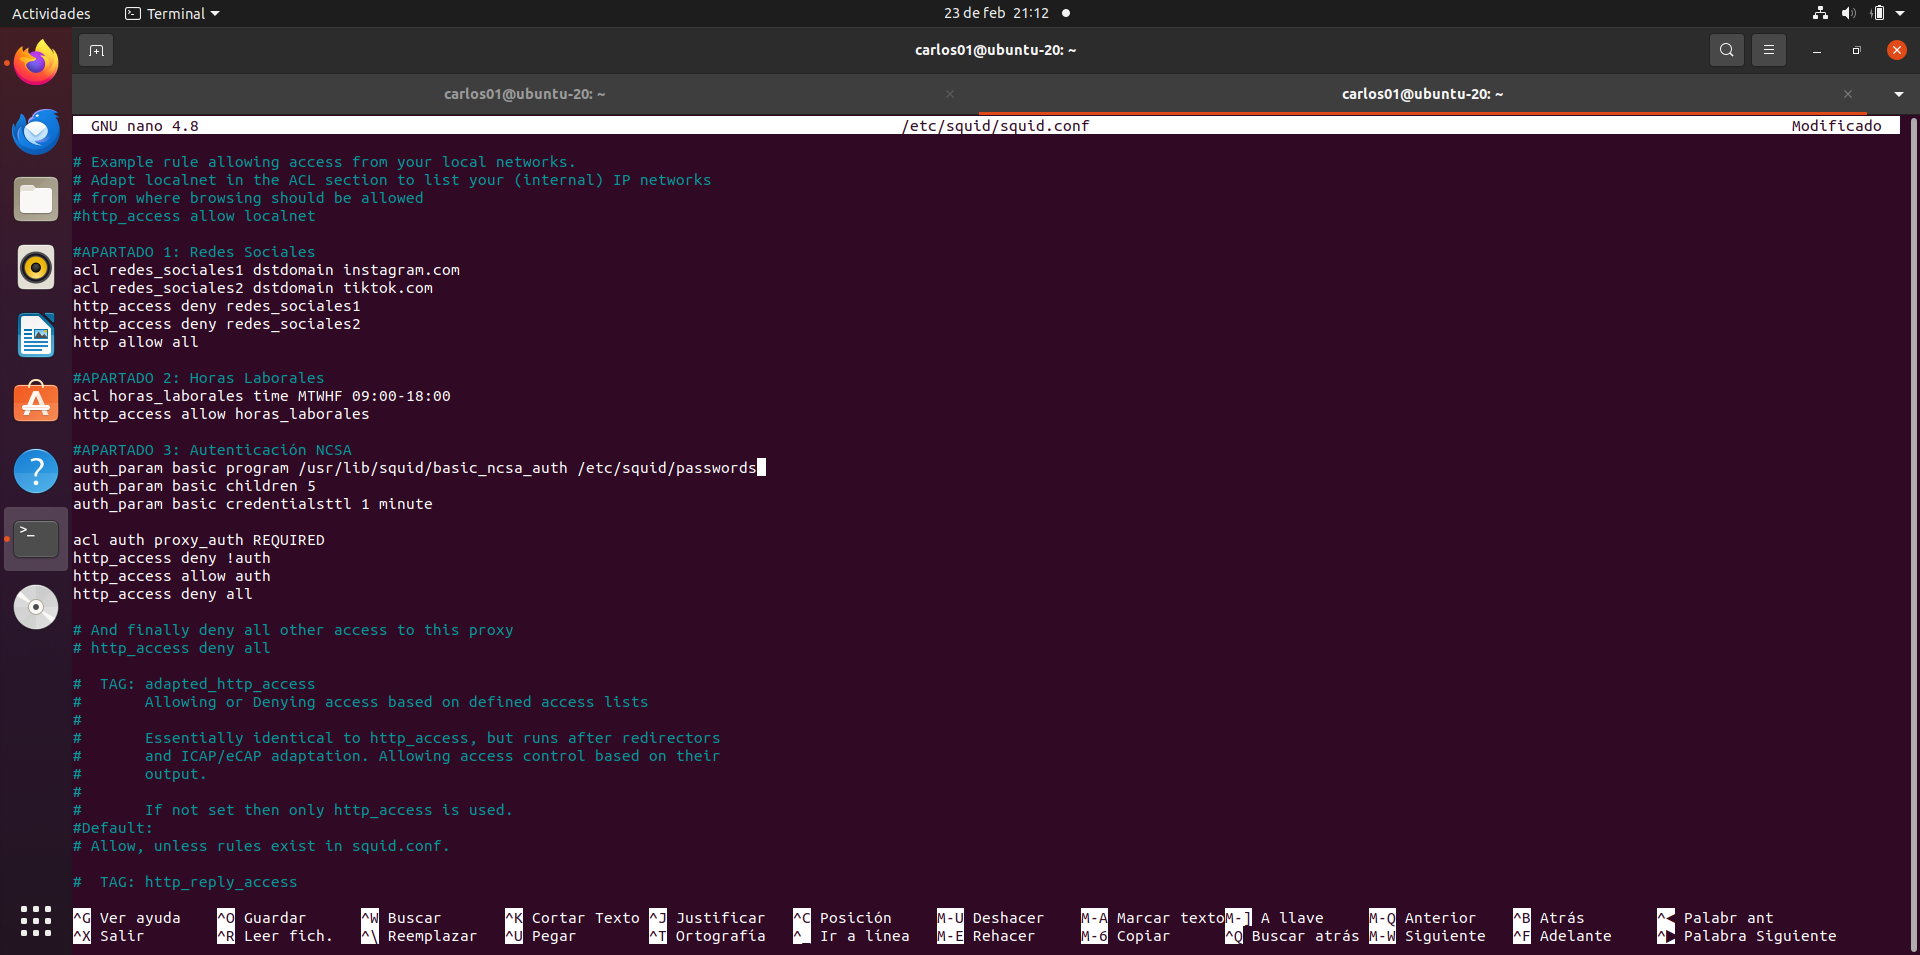 Actividades
Terminal
23 de feb 21:12
carlos01@ubuntu-20: ~
carlos01@ubuntu-20: ~
carlos01@ubuntu-20: ~
GNU nano 4.8 /etc/squid/squid.conf Modificado
# Example rule allowing access from your local networks.
# Adapt localnet in the ACL section to list your (internal) IP networks
# from where browsing should be allowed
#http_access allow localnet
#APARTADO 1: Redes Sociales
acl redes_sociales1 dstdomain instagram.com
acl redes_sociales2 dstdomain tiktok.com
http_access deny redes_sociales1
http_access deny redes_sociales2
http allow all
#APARTADO 2: Horas Laborales
acl horas_laborales time MTWHF 09:00-18:00
http_access allow horas_laborales
#APARTADO 3: Autenticación NCSA
auth_param basic program /usr/lib/squid/basic_ncsa_auth /etc/squid/passwords
auth_param basic children 5
auth_param basic credentialsttl 1 minute
acl auth proxy_auth REQUIRED
http_access deny !auth
http_access allow auth
http_access deny all
# And finally deny all other access to this proxy
# http_access deny all
#  TAG: adapted_http_access
#       Allowing or Denying access based on defined access lists
#
#       Essentially identical to http_access, but runs after redirectors
#       and ICAP/eCAP adaptation. Allowing access control based on their
#       output.
#
#       If not set then only http_access is used.
#Default:
# Allow, unless rules exist in squid.conf.
#  TAG: http_reply_access
^G Ver ayuda ^O Guardar ^W Buscar ^K Cortar Texto ^J Justificar ^C Posición M-U Deshacer M-A Marcar texto M-] A llave M-Q Anterior ^B Atrás ^◀ Palabr ant
^X Salir ^R Leer fich. ^\ Reemplazar ^U Pegar ^T Ortografía ^_ Ir a línea M-E Rehacer M-6 Copiar ^Q Buscar atrás M-W Siguiente ^F Adelante ^▶ Palabra Siguiente